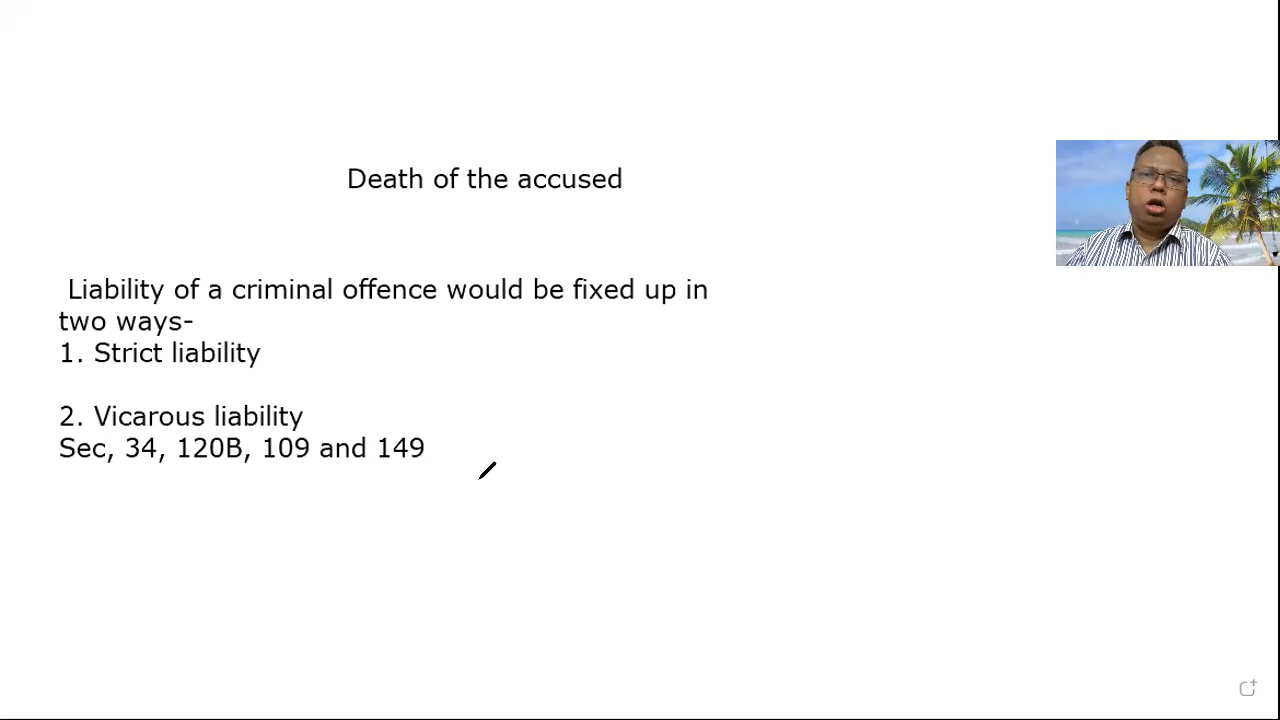 Death of the accused
Liability of a criminal offence would be fixed up in
two ways-
1. Strict liability
2. Vicarous liability
Sec, 34, 120B, 109 and 149